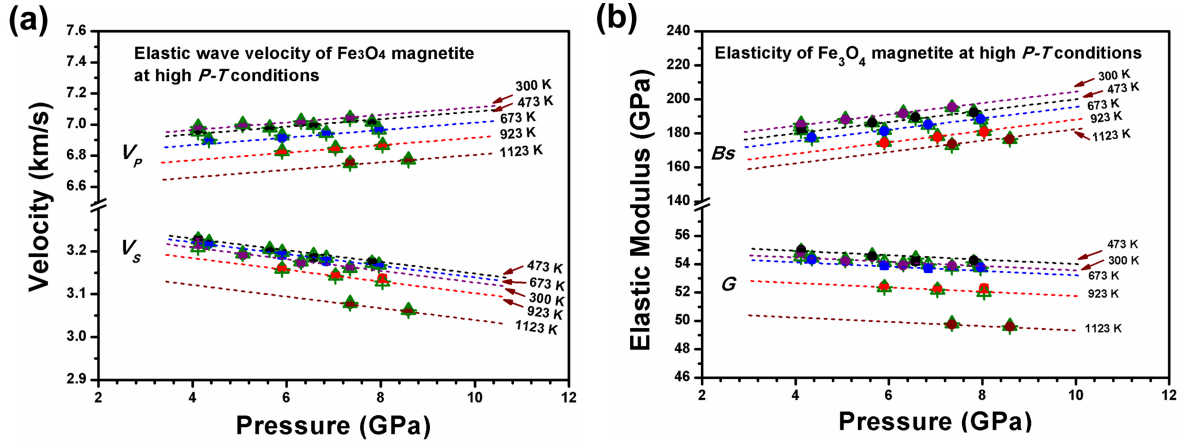 (a)
Elastic wave velocity of Fe3O4 magnetite
at high P-T conditions
Velocity (km/s)
7.6
7.4
7.2
7.0
6.8
6.6
3.2
3.1
3.0
2.9
VP
VS
300 K
473 K
673 K
923 K
1123 K
473 K
673 K
300 K
923 K
1123 K
2 4 6 8 10 12
Pressure (GPa)
(b)
Elasticity of Fe3O4 magnetite at high P-T conditions
Elastic Modulus (GPa)
240
220
200
180
160
140
56
54
52
50
48
46
Bs
G
300 K
473 K
673 K
923 K
1123 K
473 K
300 K
673 K
923 K
1123 K
2 4 6 8 10 12
Pressure (GPa)